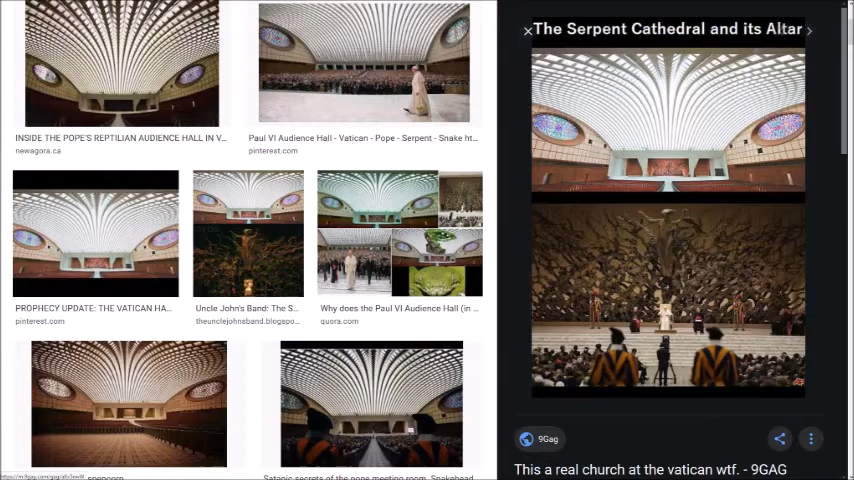 The Serpent Cathedral and its Altar
INSIDE THE POPE'S REPTILIAN AUDIENCE HALL IN V...
newagora.ca
Paul VI Audience Hall - Vatican - Pope - Serpent - Snake ht...
pinterest.com
PROPHECY UPDATE: THE VATICAN HA...
pinterest.com
Uncle John's Band: The S...
theunclejohnsband.blogspo...
Why does the Paul VI Audience Hall (in ...
quora.com
9Gag
This a real church at the vatican wtf. - 9GAG
spencorp
Satanic secrets of the pope meeting room. Snakehead